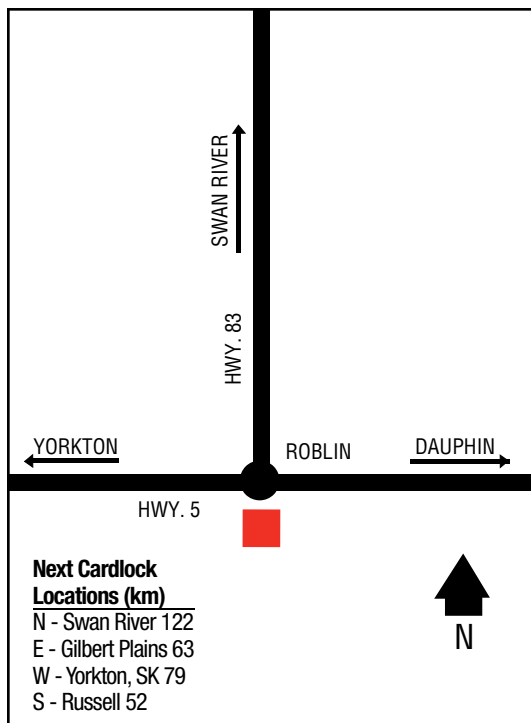 SWAN RIVER
HWY. 83
YORKTON
ROBLIN
DAUPHIN
HWY. 5
Next Cardlock
Locations (km)
N - Swan River 122
E - Gilbert Plains 63
W - Yorkton, SK 79
S - Russell 52
N